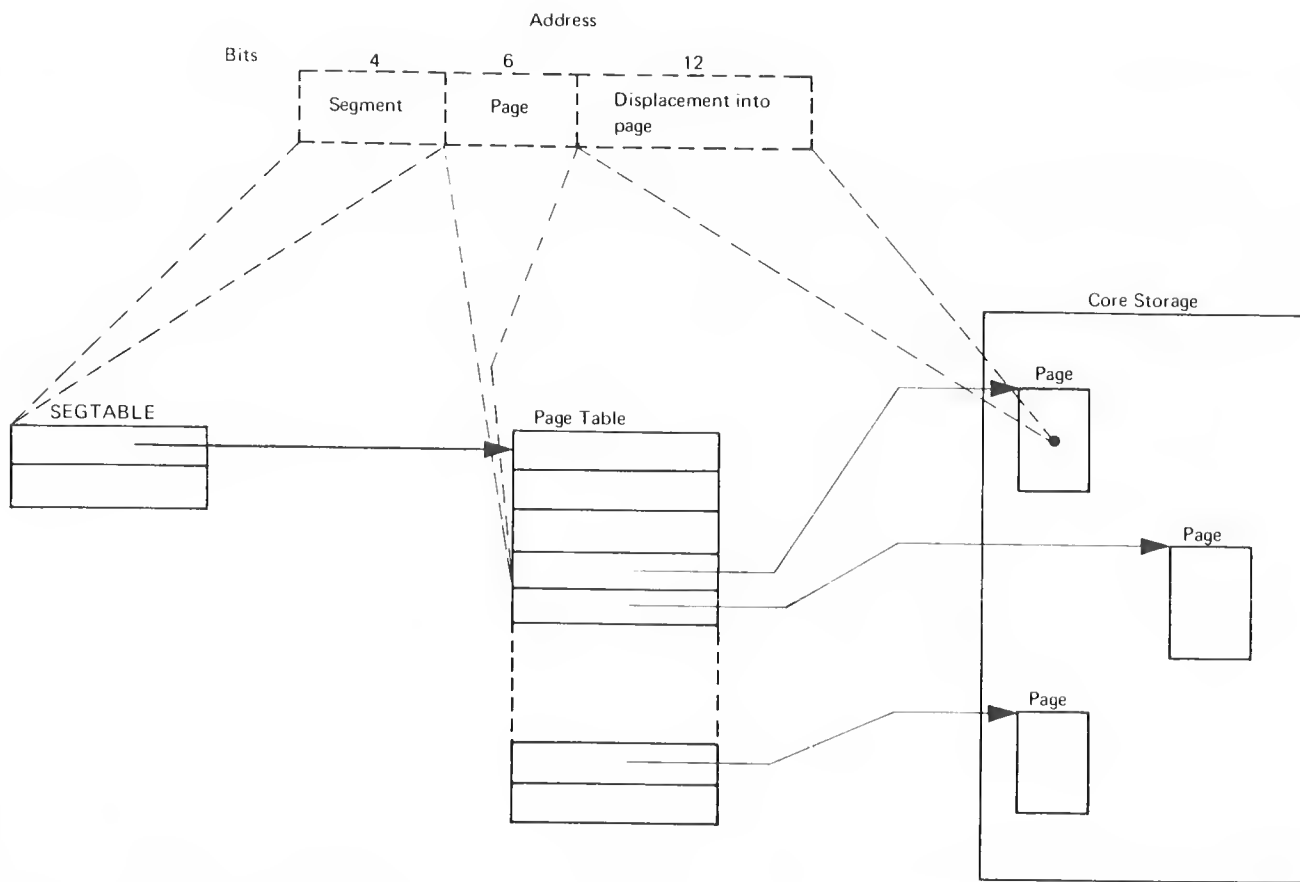 Address
Bits
4
6
12
Segment
Page
Displacement into
page
Core Storage
Page
SEGTABLE
Page Table
Page
Page